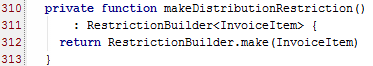 310 private function makeDistributionRestriction()
311 : RestrictionBuilder<InvoiceItem> {
312 return RestrictionBuilder.make(InvoiceItem)
313 }